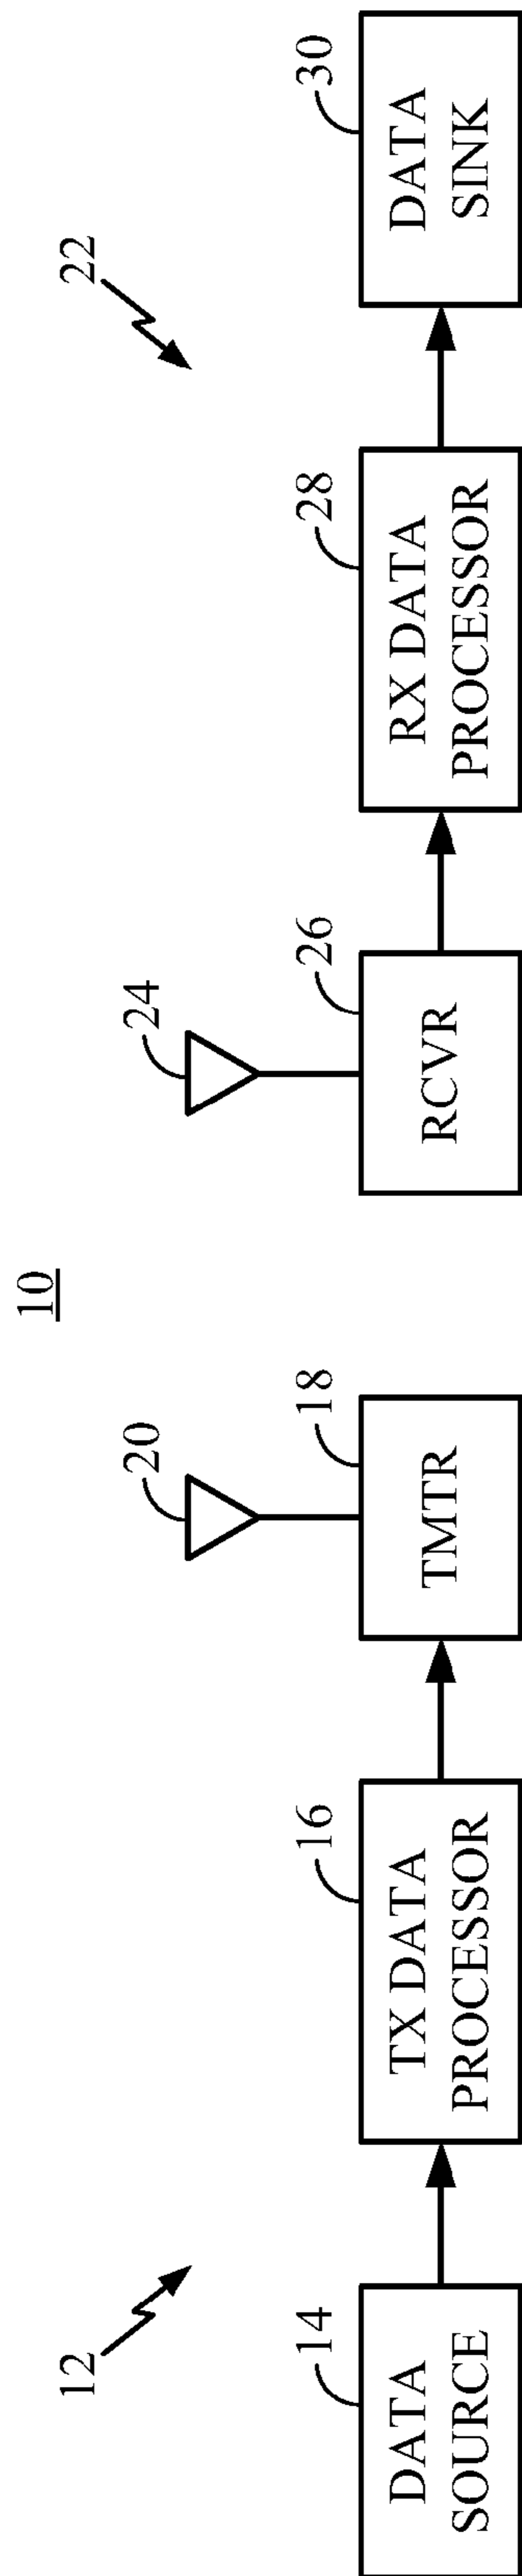 10
12
22
20
24
14
16
18
26
28
30
DATA
SOURCE
TX DATA
PROCESSOR
TMTR
RCVR
RX DATA
PROCESSOR
DATA
SINK